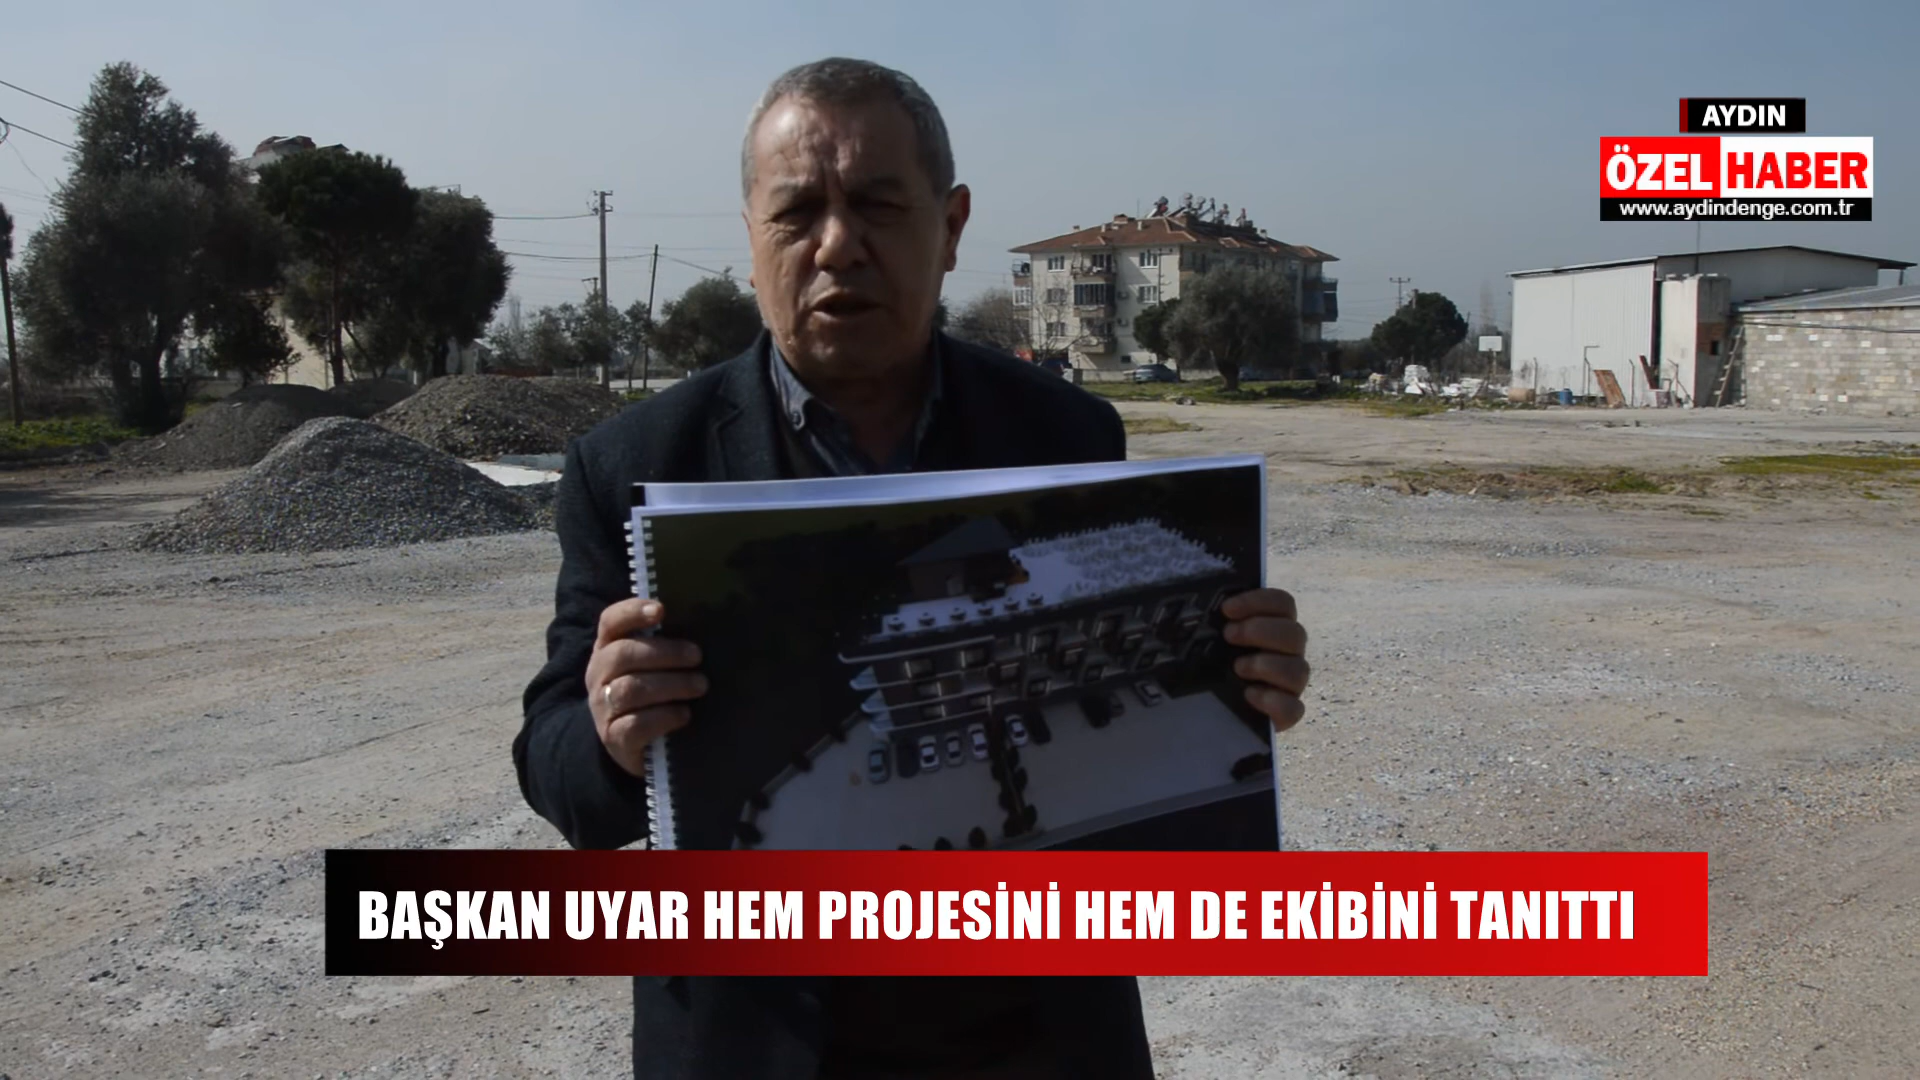 AYDIN
ÖZEL HABER
www.aydindenge.com.tr
BAŞKAN UYAR HEM PROJESİNİ HEM DE EKİBİNİ TANITTI